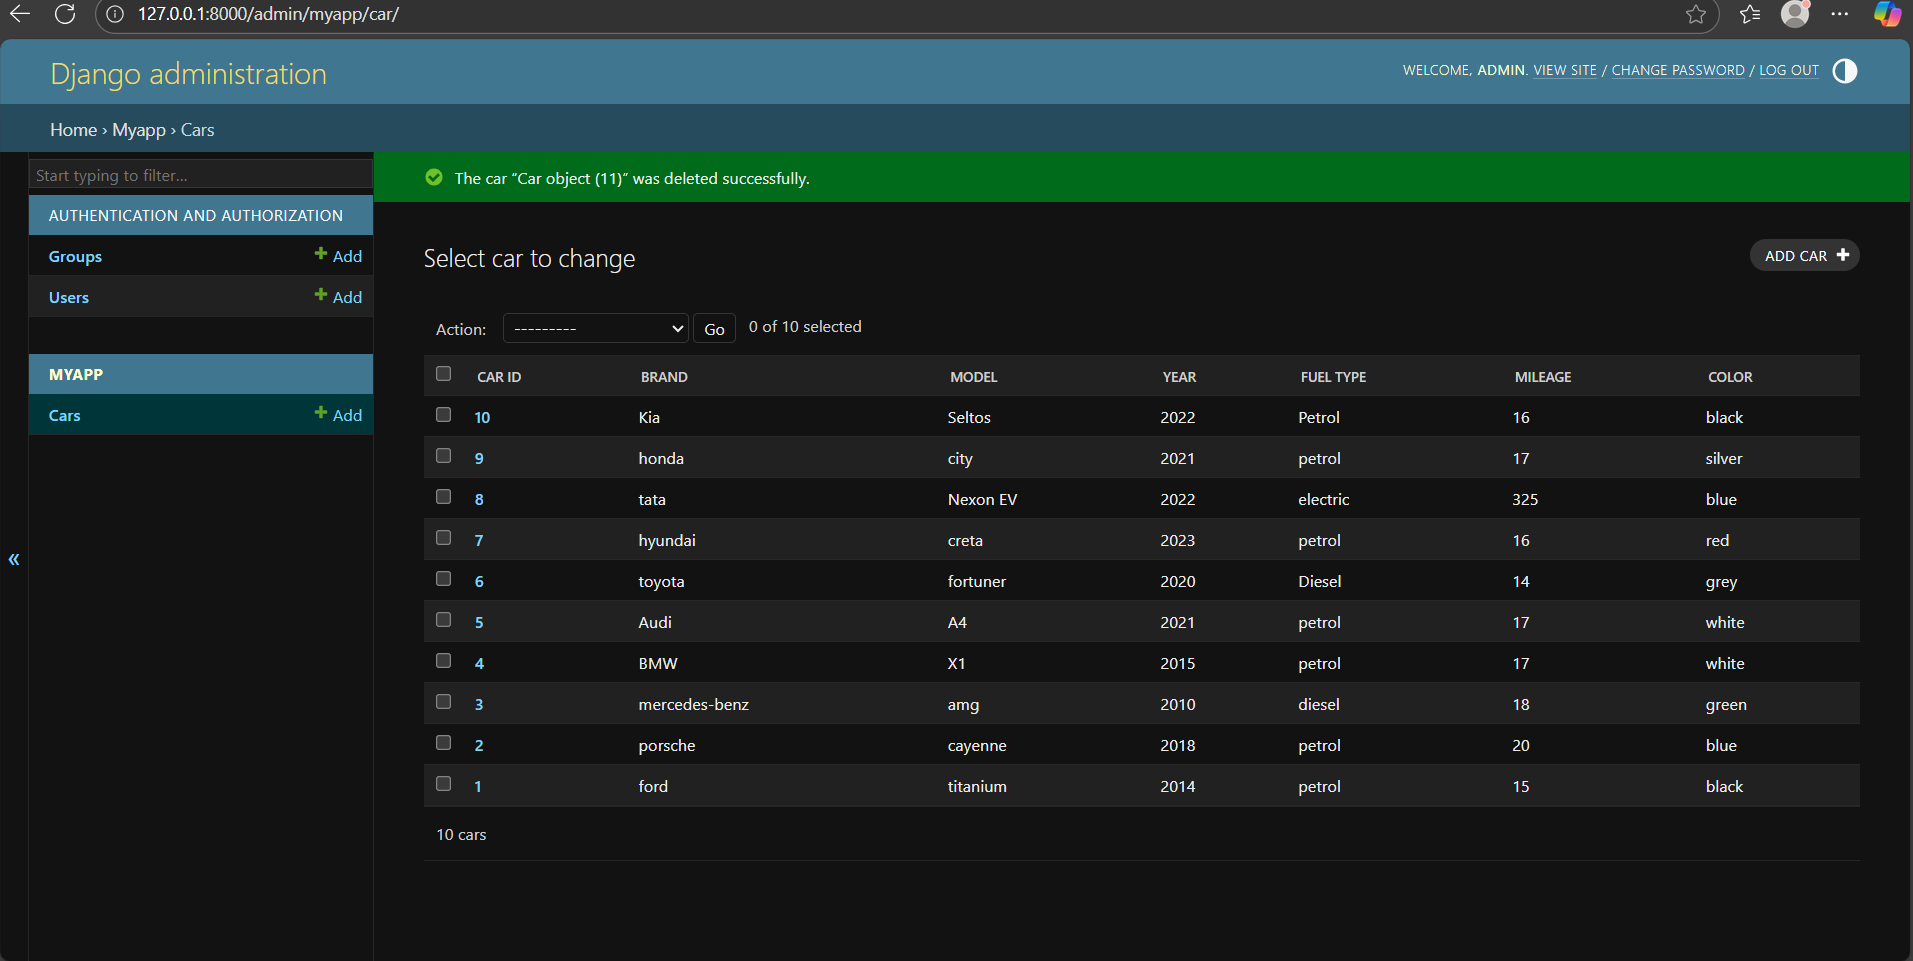 127.0.0.1:8000/admin/myapp/car/
Django administration
WELCOME, ADMIN. VIEW SITE / CHANGE PASSWORD / LOG OUT
Home › Myapp › Cars
Start typing to filter...
AUTHENTICATION AND AUTHORIZATION
Groups + Add
Users + Add
MYAPP
Cars + Add
«
The car “Car object (11)” was deleted successfully.
Select car to change
ADD CAR +
Action: --------- Go 0 of 10 selected
CAR ID BRAND MODEL YEAR FUEL TYPE MILEAGE COLOR
10 Kia Seltos 2022 Petrol 16 black
9 honda city 2021 petrol 17 silver
8 tata Nexon EV 2022 electric 325 blue
7 hyundai creta 2023 petrol 16 red
6 toyota fortuner 2020 Diesel 14 grey
5 Audi A4 2021 petrol 17 white
4 BMW X1 2015 petrol 17 white
3 mercedes-benz amg 2010 diesel 18 green
2 porsche cayenne 2018 petrol 20 blue
1 ford titanium 2014 petrol 15 black
10 cars